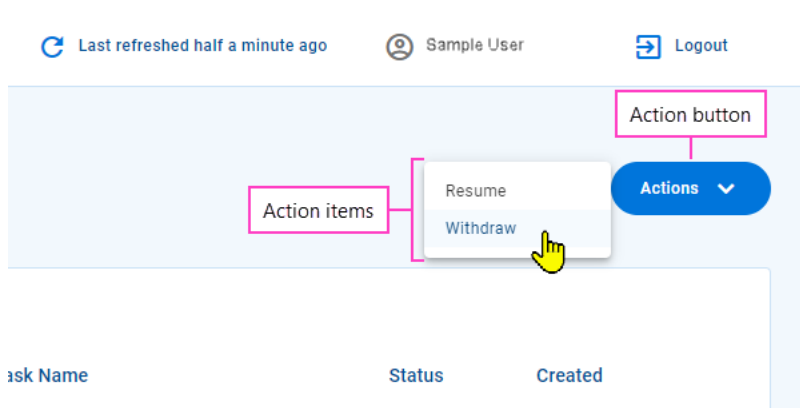 Last refreshed half a minute ago Sample User Logout
Action button
Resume
Actions
Action items
Withdraw
ask Name Status Created